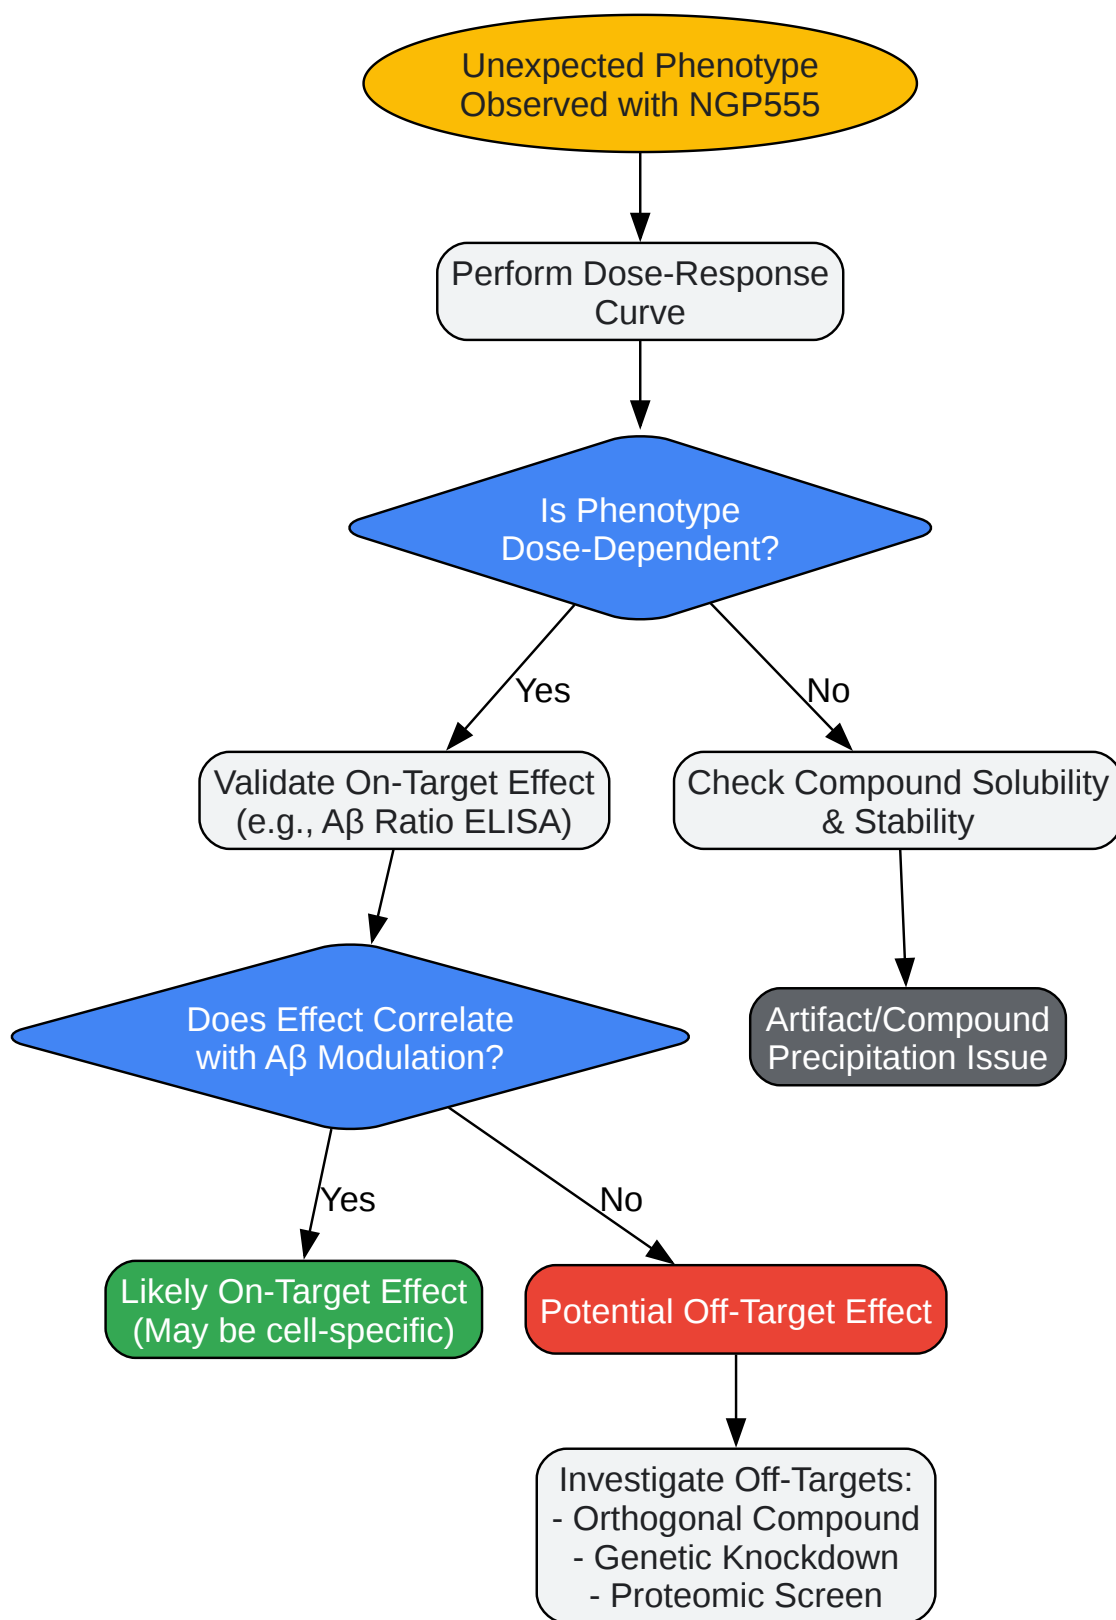 Unexpected Phenotype
Observed with NGP555
Perform Dose-Response
Curve
Is Phenotype
Dose-Dependent?
Yes
No
Validate On-Target Effect
(e.g., Aβ Ratio ELISA)
Check Compound Solubility
& Stability
Does Effect Correlate
with Aβ Modulation?
Artifact/Compound
Precipitation Issue
Yes
No
Likely On-Target Effect
(May be cell-specific)
Potential Off-Target Effect
Investigate Off-Targets:
- Orthogonal Compound
- Genetic Knockdown
- Proteomic Screen